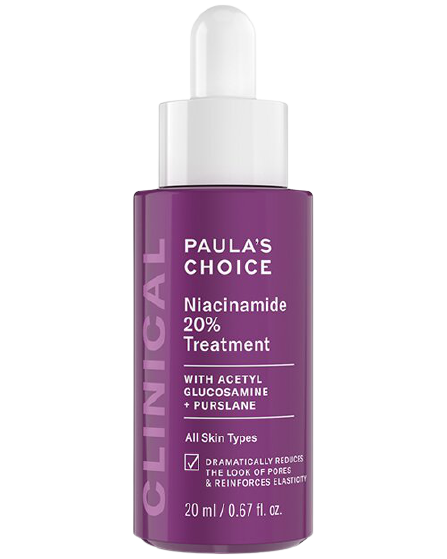 CLINICAL
PAULA'S
CHOICE
Niacinamide
20%
Treatment
WITH ACETYL
GLUCOSAMINE
+ PURSLANE
All Skin Types
DRAMATICALLY REDUCES
THE LOOK OF PORES
& REINFORCES ELASTICITY
20 ml / 0.67 fl. oz.